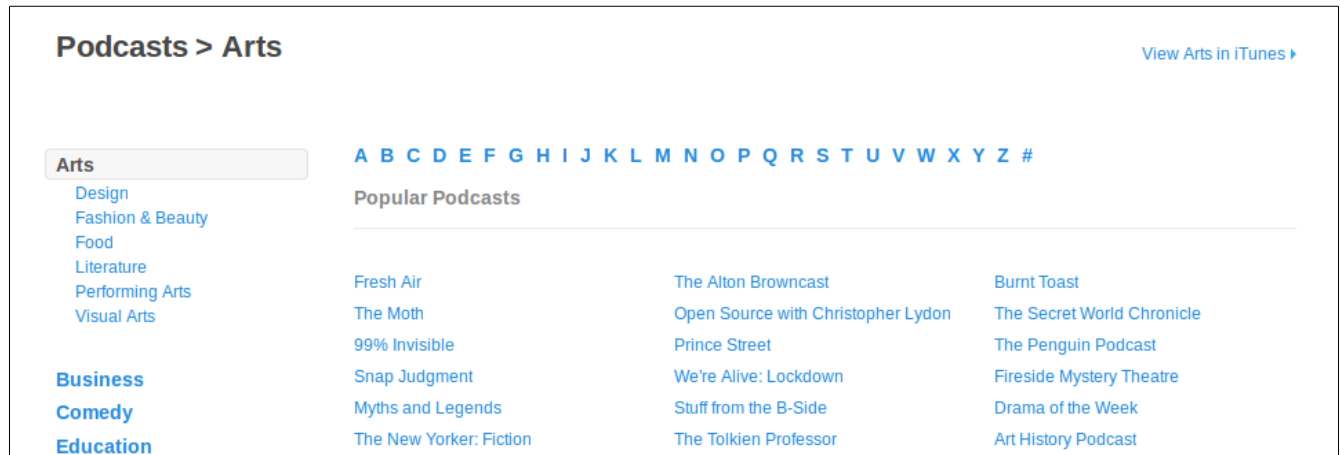 Podcasts > Arts
View Arts in iTunes
Arts
Design
Fashion & Beauty
Food
Literature
Performing Arts
Visual Arts
Business
Comedy
Education
A B C D E F G H I J K L M N O P Q R S T U V W X Y Z #
Popular Podcasts
Fresh Air
The Moth
99% Invisible
Snap Judgment
Myths and Legends
The New Yorker: Fiction
The Alton Browncast
Open Source with Christopher Lydon
Prince Street
We're Alive: Lockdown
Stuff from the B-Side
The Tolkien Professor
Burnt Toast
The Secret World Chronicle
The Penguin Podcast
Fireside Mystery Theatre
Drama of the Week
Art History Podcast